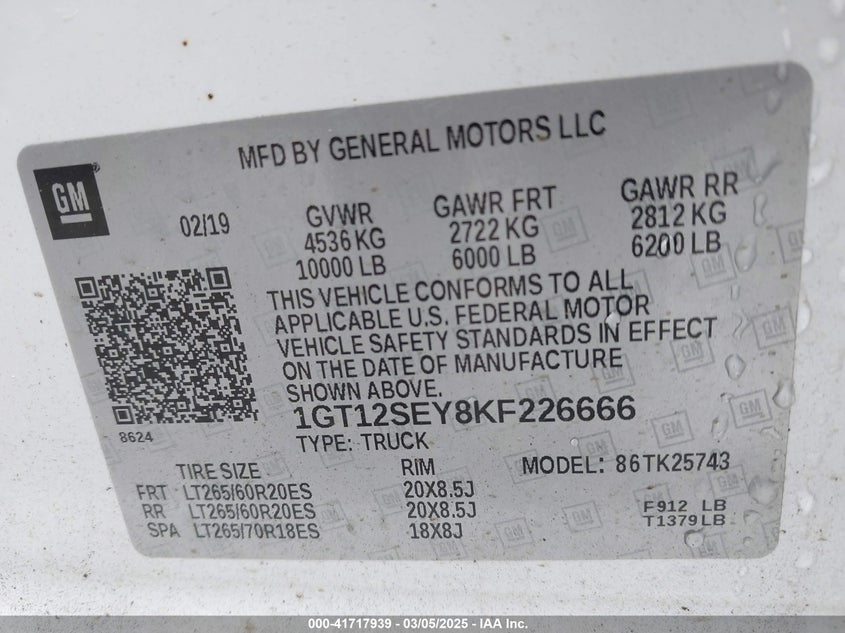 MFD BY GENERAL MOTORS LLC
GM
02/19
GVWR
4536 KG
10000 LB
GAWR FRT
2722 KG
6000 LB
GAWR RR
2812 KG
6200 LB
THIS VEHICLE CONFORMS TO ALL
APPLICABLE U.S. FEDERAL MOTOR
VEHICLE SAFETY STANDARDS IN EFFECT
ON THE DATE OF MANUFACTURE
SHOWN ABOVE.
8624
1GT12SEY8KF226666
TYPE: TRUCK
TIRE SIZE RIM MODEL: 86TK25743
FRT LT265/60R20ES 20X8.5J
RR LT265/60R20ES 20X8.5J
SPA LT265/70R18ES 18X8J
F912 LB
T1379LB
000-41717939 - 03/05/2025 - IAA Inc.